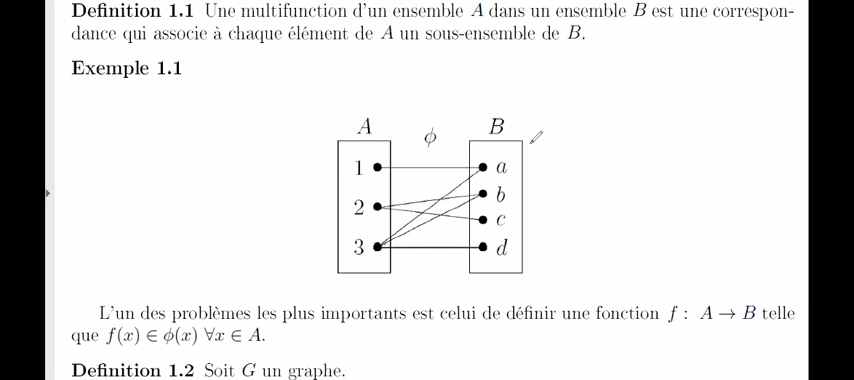 Definition 1.1 Une multifunction d'un ensemble A dans un ensemble B est une correspon-
dance qui associe à chaque élément de A un sous-ensemble de B.
Exemple 1.1
A ϕ B
1 a
b
2
c
3 d
L'un des problèmes les plus importants est celui de définir une fonction f : A → B telle
que f(x) ∈ ϕ(x) ∀x ∈ A.
Definition 1.2 Soit G un graphe.